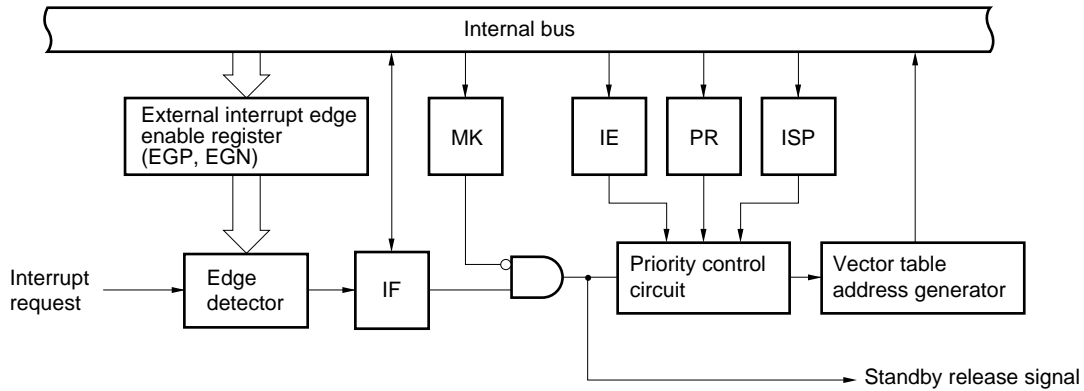 Internal bus
External interrupt edge
enable register
(EGP, EGN)
MK
IE
PR
ISP
Interrupt
request
Edge
detector
IF
Priority control
circuit
Vector table
address generator
Standby release signal